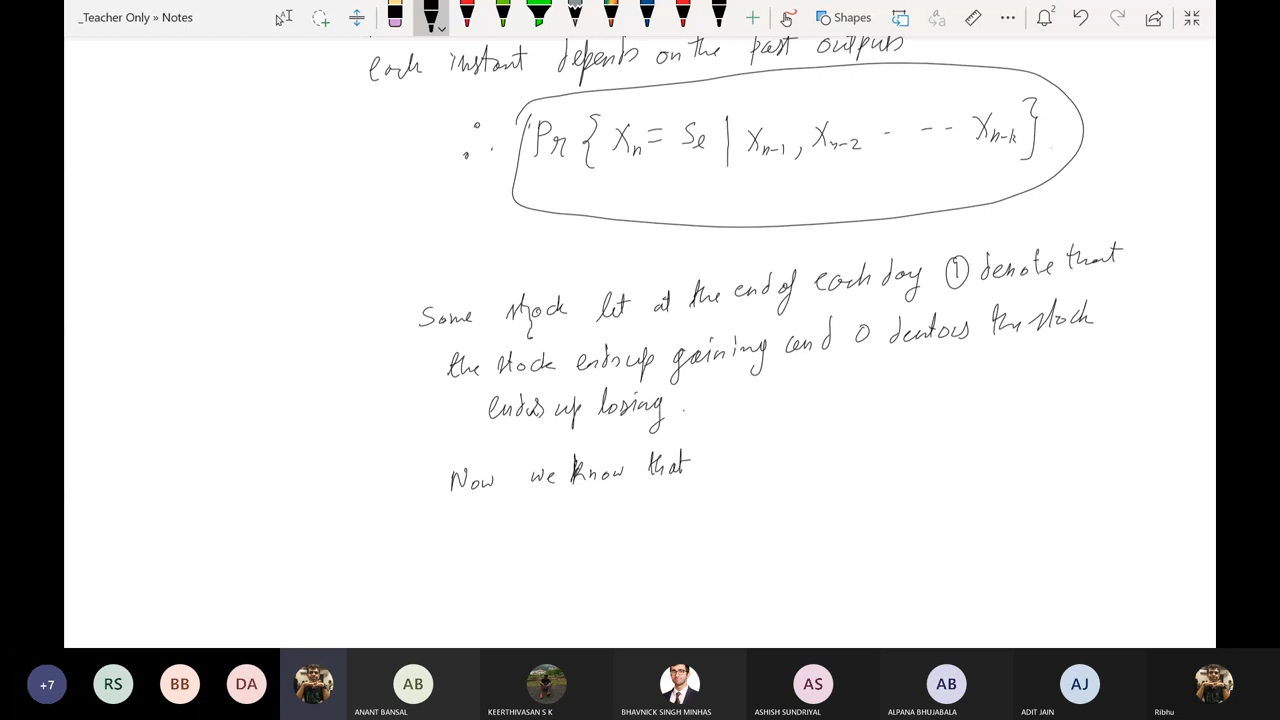 _Teacher Only » Notes
Shapes
each instant depends on the past outputs
∴ Pr { Xn = Se | Xn-1, Xn-2 - - - - Xn-k }
Some stock let at the end of each day 1 denote that
the stock ends up gaining and 0 denotes the stock
ends up losing.
Now we know that
+7
RS
BB
DA
AB
ANANT BANSAL
KEERTHIVASAN S K
BHAVNICK SINGH MINHAS
AS
ASHISH SUNDRIYAL
AB
ALPANA BHUJABALA
AJ
ADIT JAIN
Ribhu